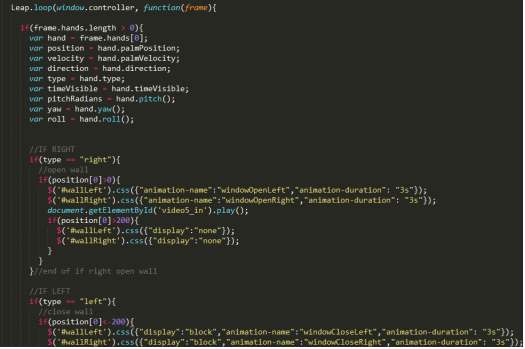 Leap.loop(window.controller, function(frame){
if(frame.hands.length > 0){
var hand = frame.hands[0];
var position = hand.palmPosition;
var velocity = hand.palmVelocity;
var direction = hand.direction;
var type = hand.type;
var timeVisible = hand.timeVisible;
var pitchRadians = hand.pitch();
var yaw = hand.yaw();
var roll = hand.roll();
//IF RIGHT
if(type == "right"){
//open wall
if(position[0]>0){
$('#wallLeft').css({"animation-name":"windowOpenLeft","animation-duration": "3s"});
$('#wallRight').css({"animation-name":"windowOpenRight","animation-duration": "3s"});
document.getElementById('video5_in').play();
if(position[0]>200){
$('#wallLeft').css({"display":"none"});
$('#wallRight').css({"display":"none"});
}
}
}//end of if right open wall
//IF LEFT
if(type == "left"){
//close wall
if(position[0]<-200){
$('#wallLeft').css({"display":"block","animation-name":"windowCloseLeft","animation-duration": "3s"});
$('#wallRight').css({"display":"block","animation-name":"windowCloseRight","animation-duration": "3s"});